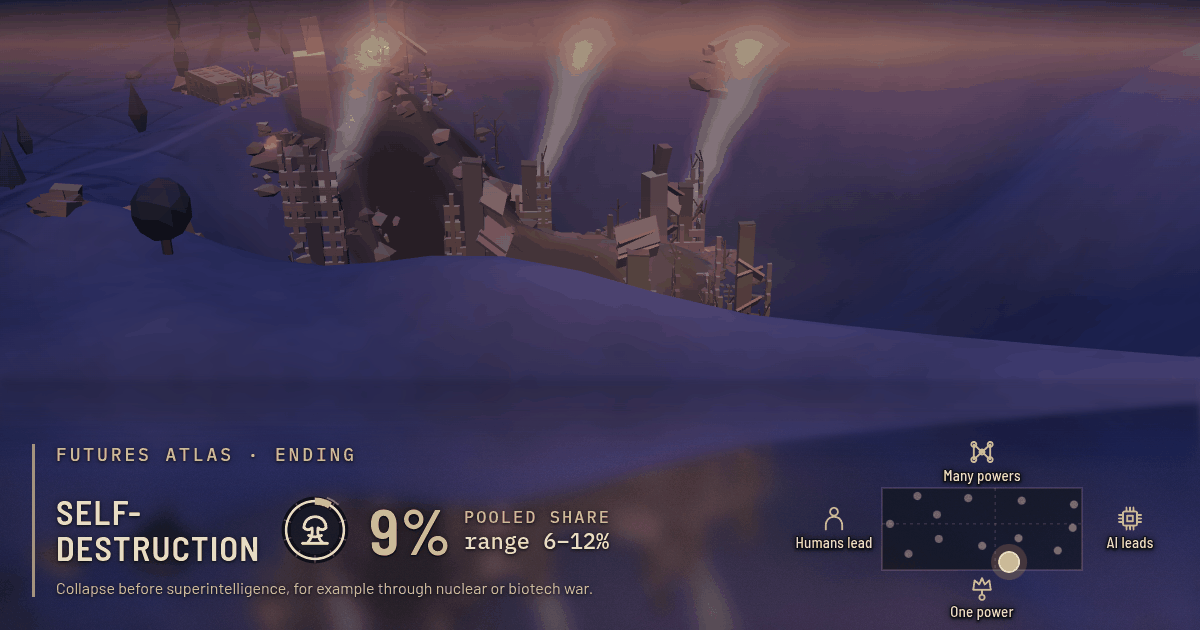 FUTURES ATLAS · ENDING
SELF-
DESTRUCTION
9%
POOLED SHARE
range 6–12%
Collapse before superintelligence, for example through nuclear or biotech war.
Many powers
Humans lead
AI leads
One power